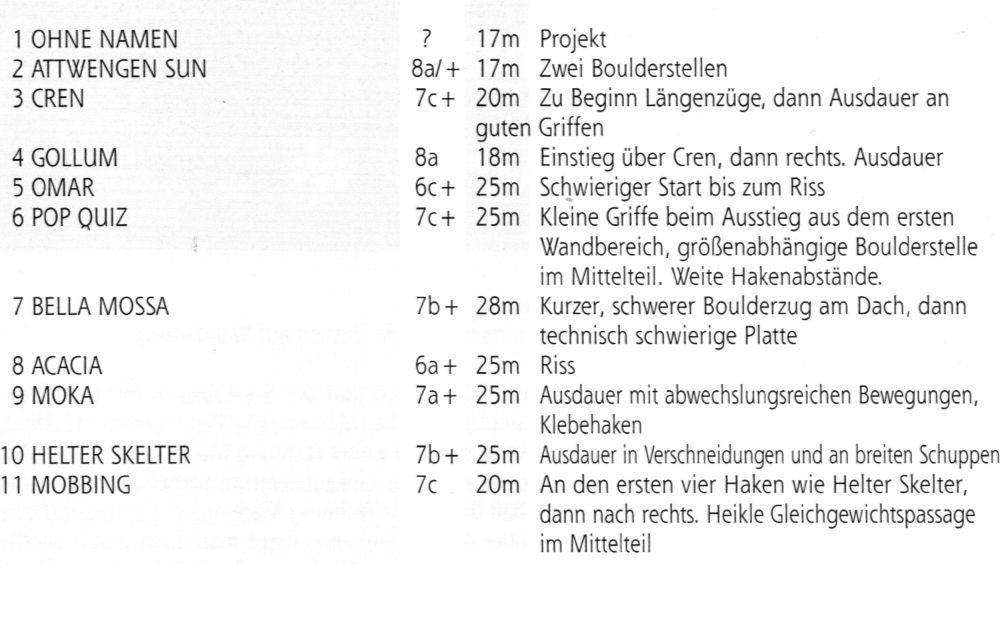 1 OHNE NAMEN ? 17m Projekt
2 ATTWENGEN SUN 8a/+ 17m Zwei Boulderstellen
3 CREN 7c+ 20m Zu Beginn Längenzüge, dann Ausdauer an
guten Griffen
4 GOLLUM 8a 18m Einstieg über Cren, dann rechts. Ausdauer
5 OMAR 6c+ 25m Schwieriger Start bis zum Riss
6 POP QUIZ 7c+ 25m Kleine Griffe beim Ausstieg aus dem ersten
Wandbereich, größenabhängige Boulderstelle
im Mittelteil. Weite Hakenabstände.
7 BELLA MOSSA 7b+ 28m Kurzer, schwerer Boulderzug am Dach, dann
technisch schwierige Platte
8 ACACIA 6a+ 25m Riss
9 MOKA 7a+ 25m Ausdauer mit abwechslungsreichen Bewegungen,
Klebehaken
10 HELTER SKELTER 7b+ 25m Ausdauer in Verschneidungen und an breiten Schuppen
11 MOBBING 7c 20m An den ersten vier Haken wie Helter Skelter,
dann nach rechts. Heikle Gleichgewichtspassage
im Mittelteil